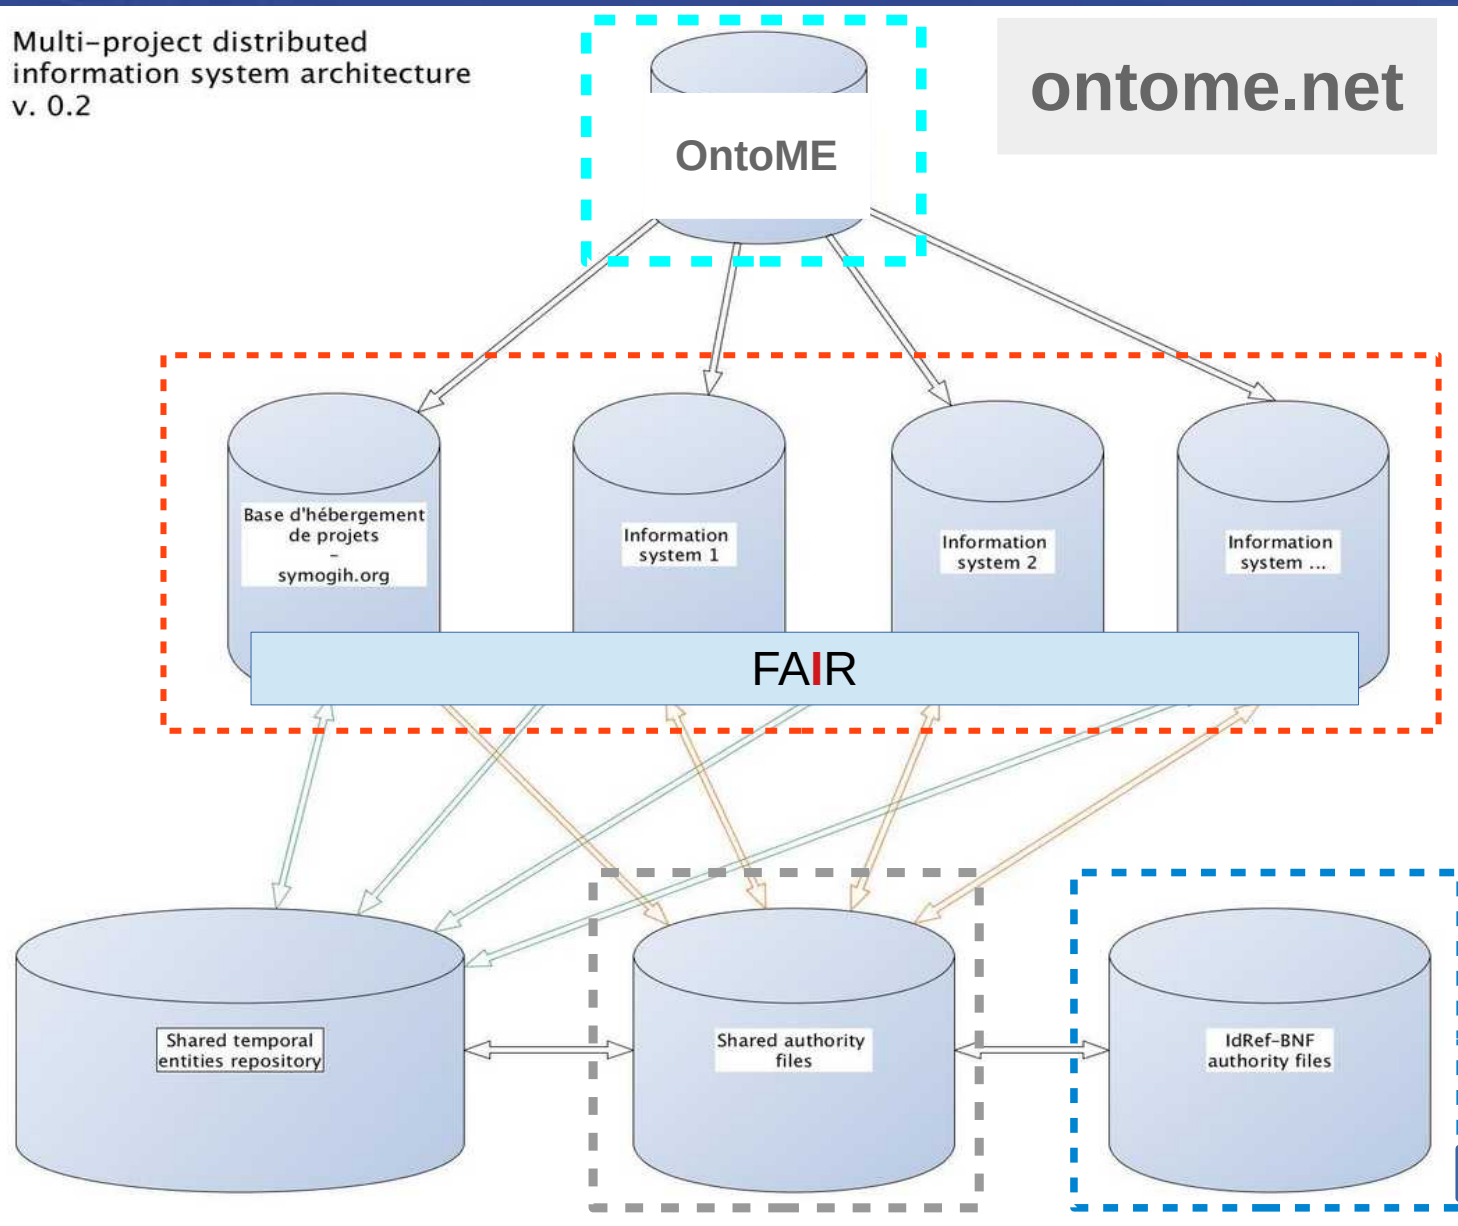 Multi-project distributed
information system architecture
v. 0.2
ontome.net
OntoME
Base d'hébergement
de projets
–
symogih.org
Information
system 1
Information
system 2
Information
system ...
FAIR
Shared temporal
entities repository
Shared authority
files
IdRef-BNF
authority files